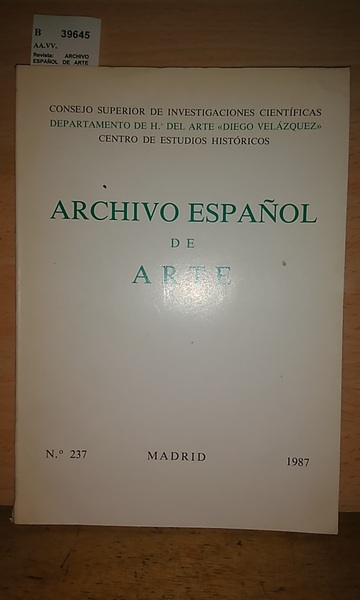 B 39645
AA.VV.
Revista: ARCHIVO
ESPAÑOL DE ARTE
CONSEJO SUPERIOR DE INVESTIGACIONES CIENTÍFICAS
DEPARTAMENTO DE H.ª DEL ARTE «DIEGO VELÁZQUEZ»
CENTRO DE ESTUDIOS HISTÓRICOS
ARCHIVO ESPAÑOL
DE
ARTE
N.º 237 MADRID 1987